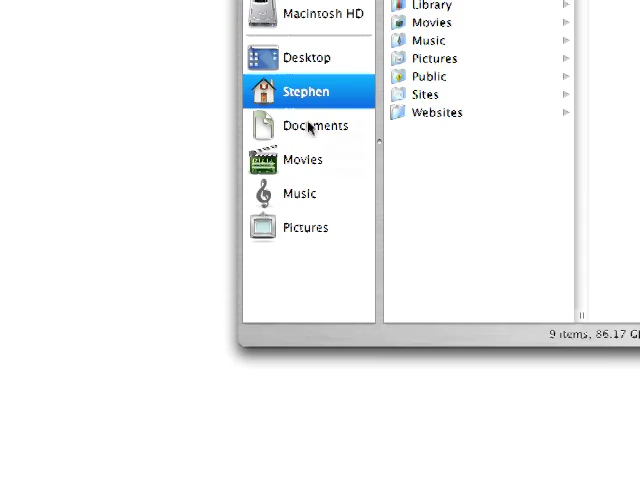 Macintosh HD
Desktop
Stephen
Documents
Movies
Music
Pictures
Library
Movies
Music
Pictures
Public
Sites
Websites
9 items, 86.17